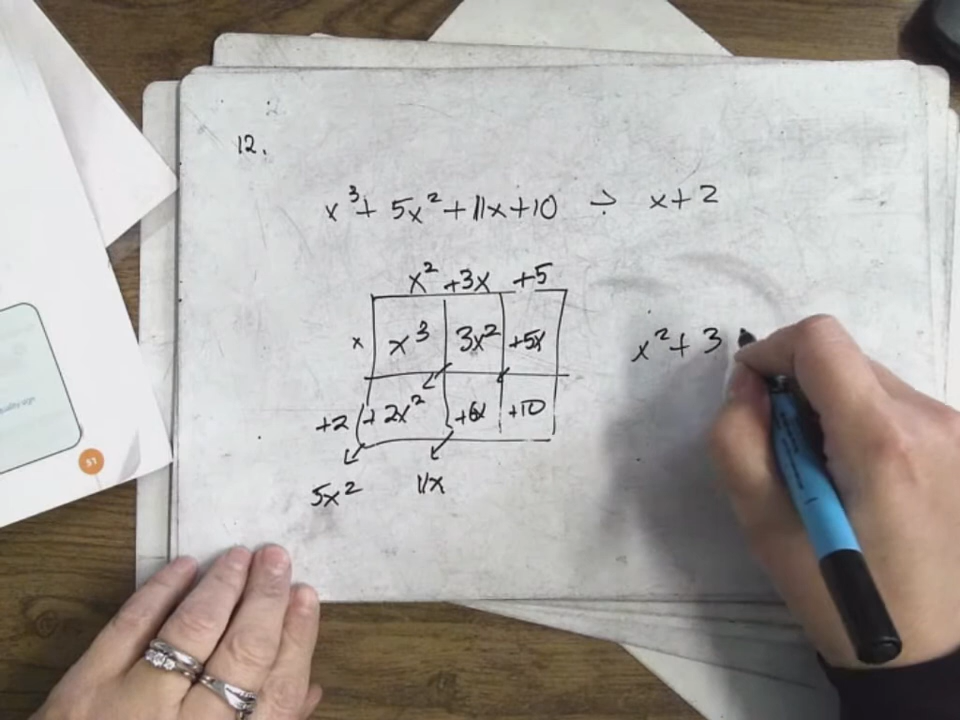 12.
x³ + 5x² + 11x + 10 ÷ x + 2
x² + 3x + 5
x x³ 3x² +5x
x² + 3
+2 + 2x² +6x +10
5x² 11x
51